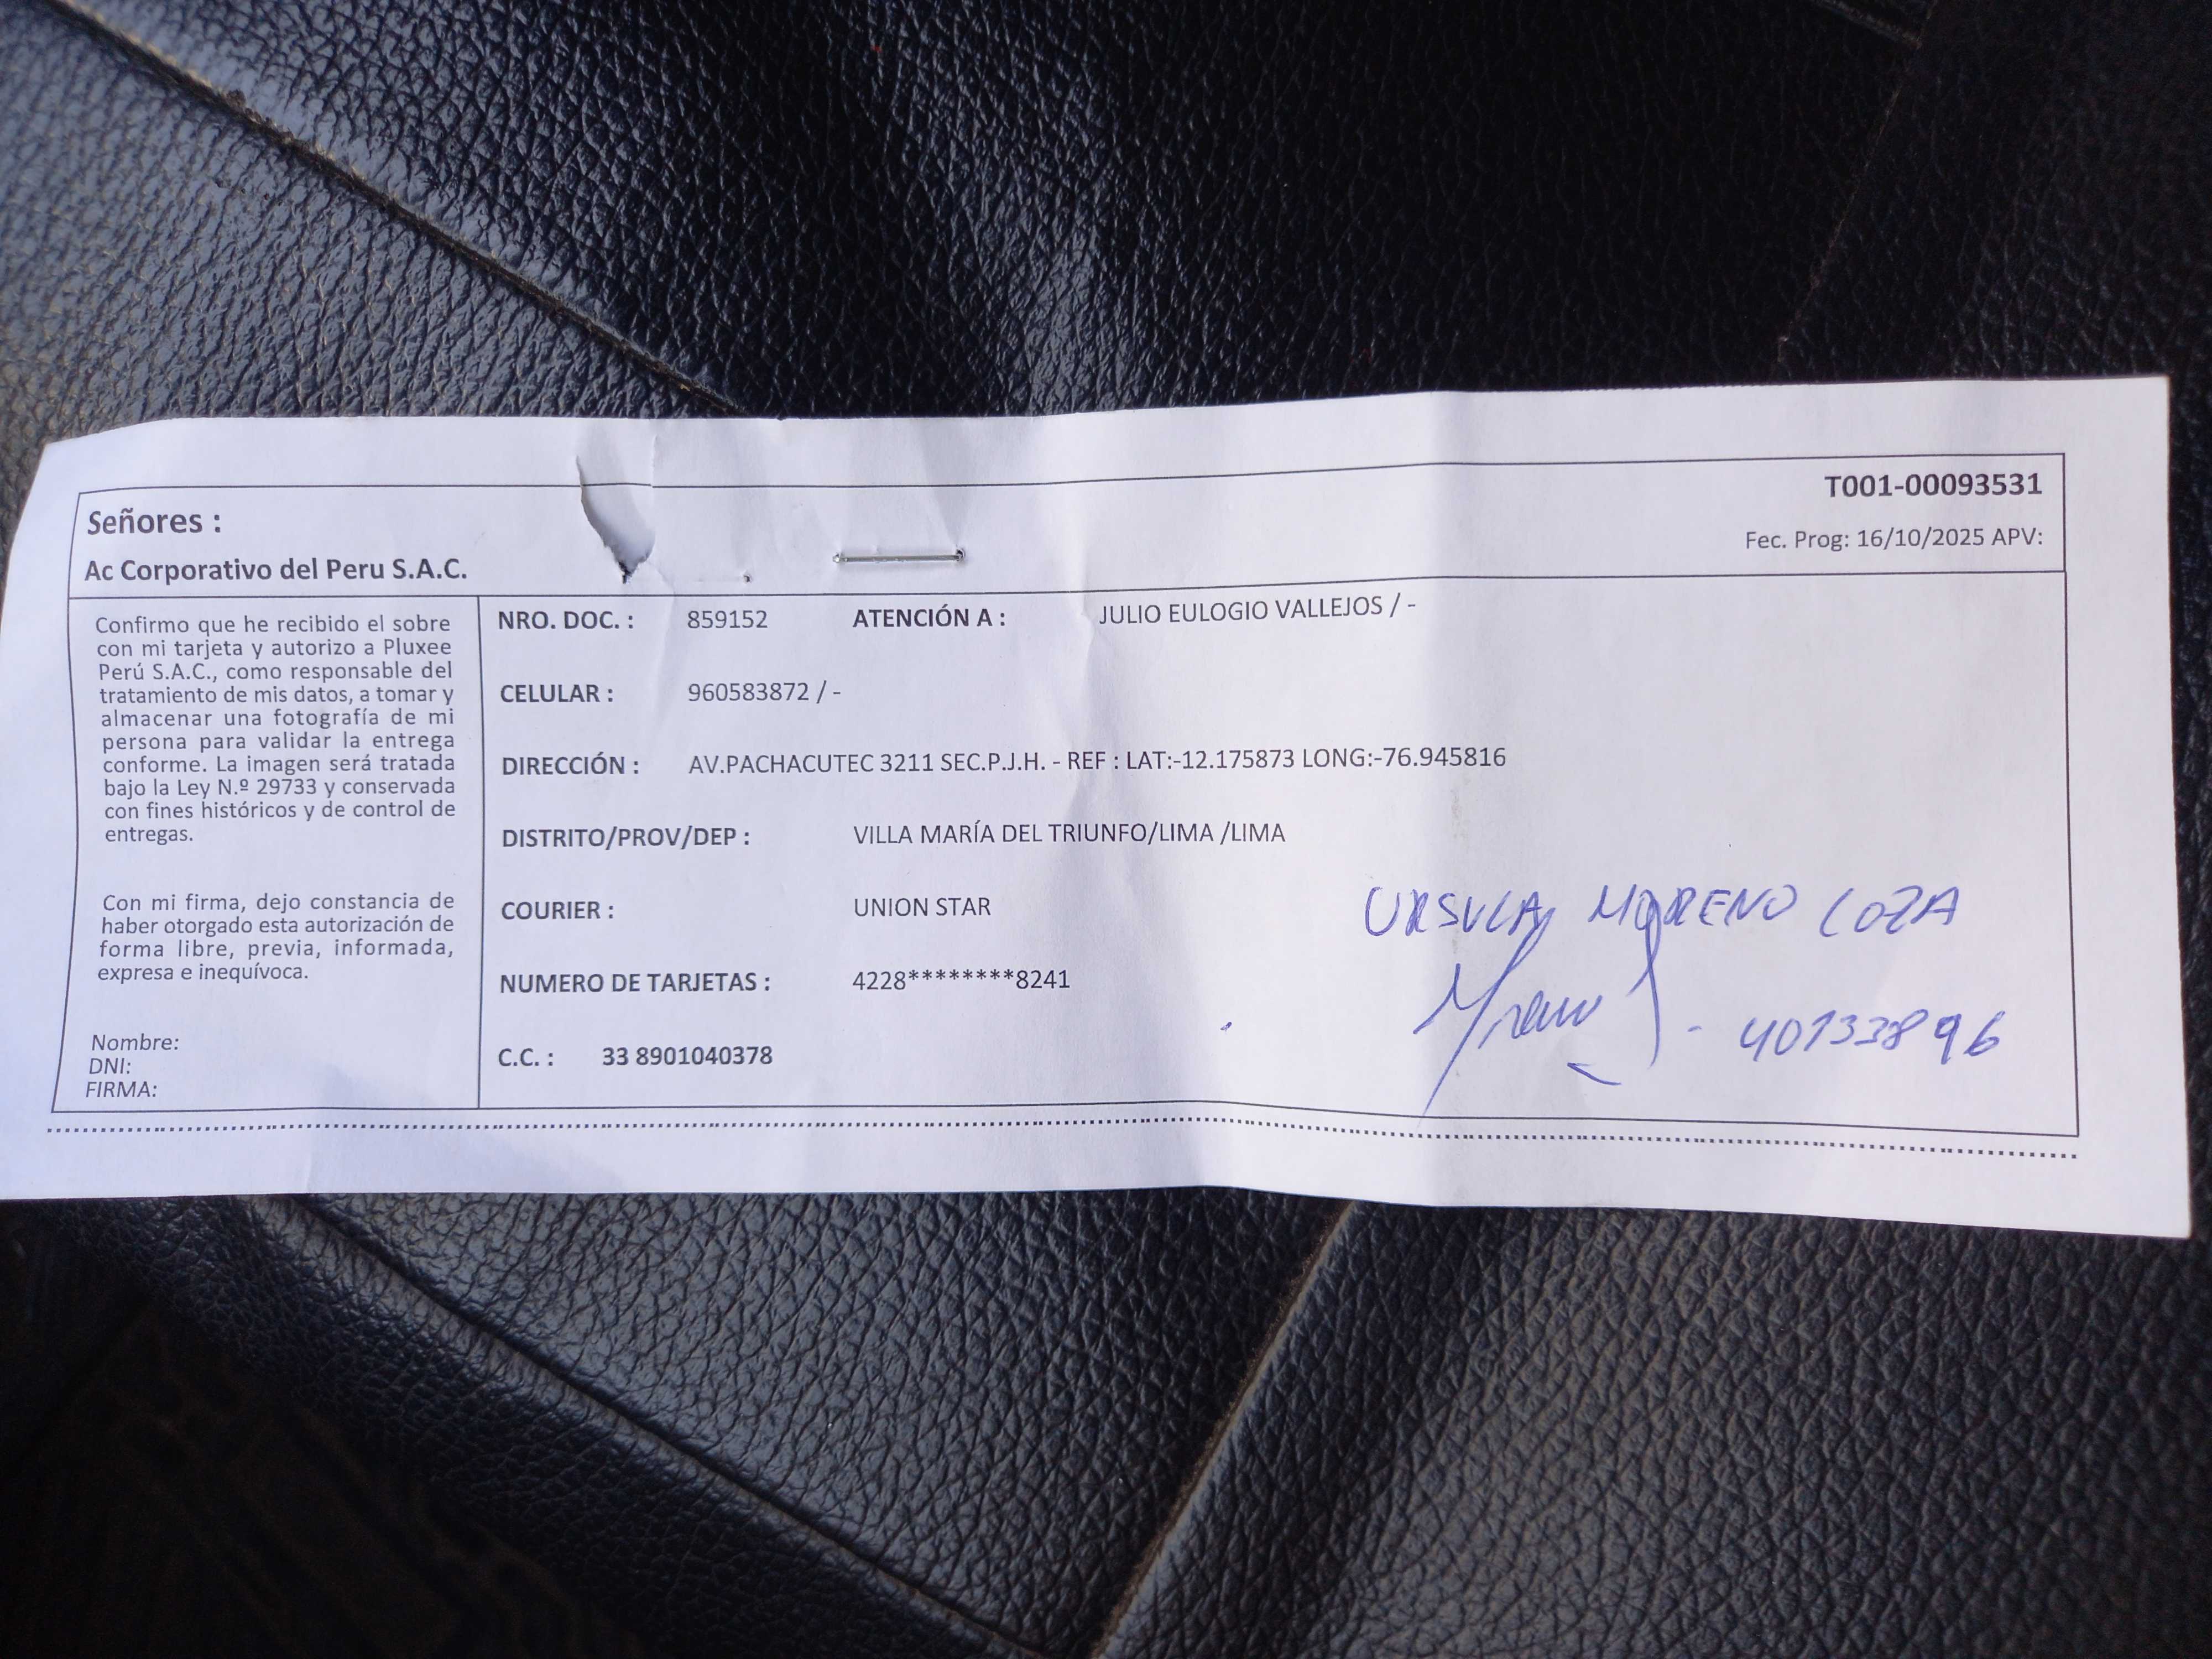 T001-00093531
Señores :
Fec. Prog: 16/10/2025 APV:
Ac Corporativo del Peru S.A.C.
Confirmo que he recibido el sobre
con mi tarjeta y autorizo a Pluxee
Perú S.A.C., como responsable del
tratamiento de mis datos, a tomar y
almacenar una fotografía de mi
persona para validar la entrega
conforme. La imagen será tratada
bajo la Ley N.º 29733 y conservada
con fines históricos y de control de
entregas.
Con mi firma, dejo constancia de
haber otorgado esta autorización de
forma libre, previa, informada,
expresa e inequívoca.
Nombre:
DNI:
FIRMA:
NRO. DOC. : 859152 ATENCIÓN A : JULIO EULOGIO VALLEJOS / -
CELULAR : 960583872 / -
DIRECCIÓN : AV.PACHACUTEC 3211 SEC.P.J.H. - REF : LAT:-12.175873 LONG:-76.945816
DISTRITO/PROV/DEP : VILLA MARÍA DEL TRIUNFO/LIMA /LIMA
COURIER : UNION STAR
NUMERO DE TARJETAS : 4228********8241
C.C. : 33 8901040378
URSULA MORENO LOZA